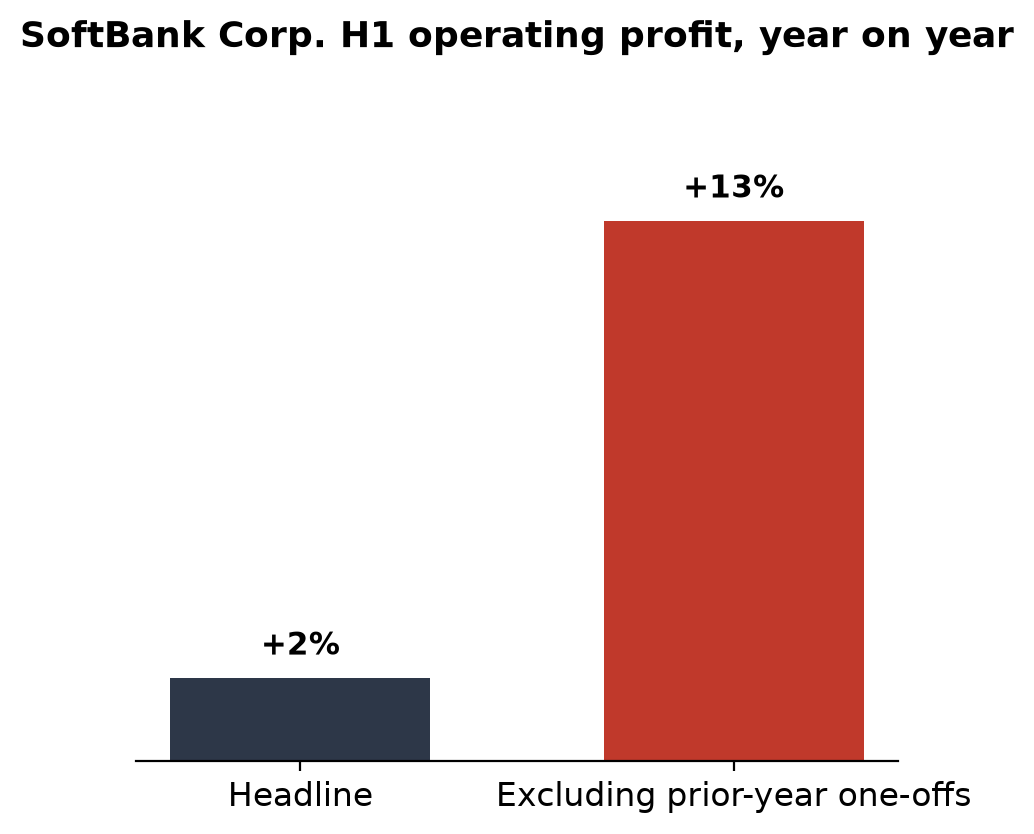 SoftBank Corp. H1 operating profit, year on year
+13%
+2%
Headline
Excluding prior-year one-offs